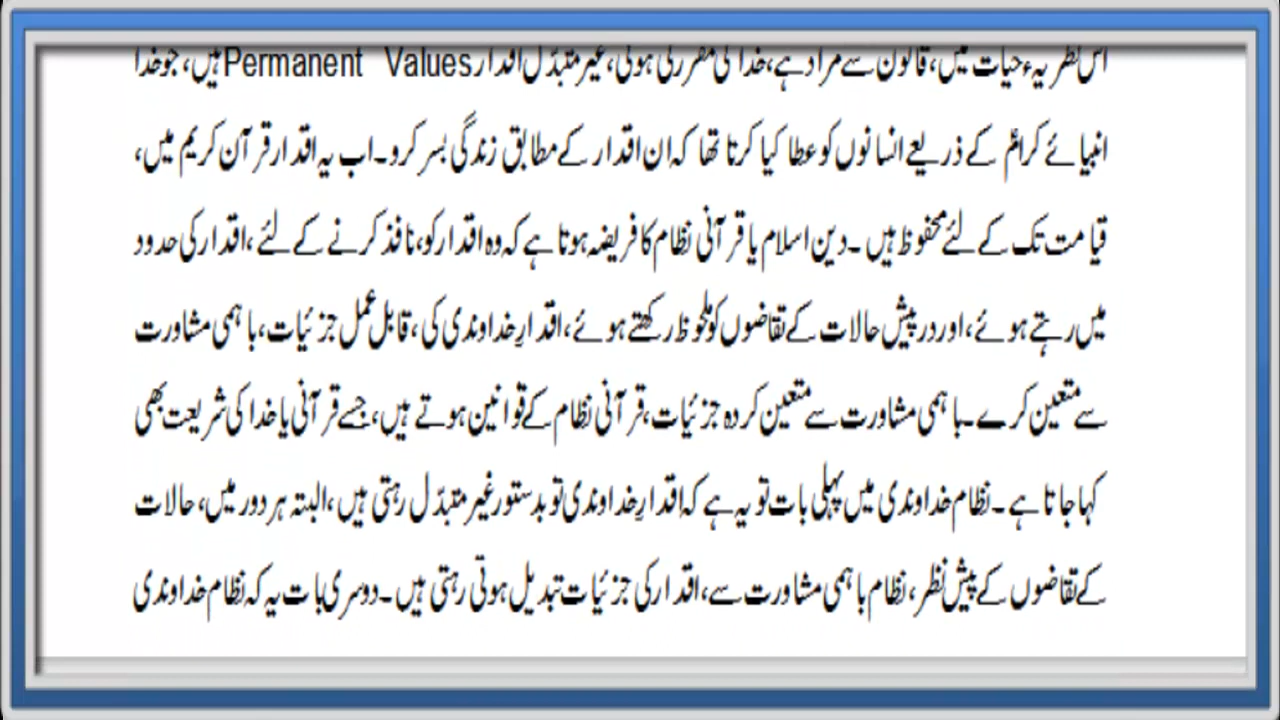 اس نظریہء حیات میں، قانون سے مراد ہے، خدا کی مقرر کی ہوئی، غیر متبدّل اقدار Permanent Values ہیں، جو خدا
انبیائے کرامؑ کے ذریعے انسانوں کو عطا کیا کرتا تھا کہ ان اقدار کے مطابق زندگی بسر کرو۔ اب یہ اقدار قرآن کریم میں،
قیامت تک کے لئے محفوظ ہیں۔ دین اسلام یا قرآنی نظام کا فریضہ ہوتا ہے کہ وہ اقدار کو، نافذ کرنے کے لئے، اقدار کی حدود
میں رہتے ہوئے، اور درپیش حالات کے تقاضوں کو ملحوظ رکھتے ہوئے، اقدارِ خداوندی کی، قابل عمل جزئیات، باہمی مشاورت
سے متعین کرے۔ باہمی مشاورت سے متعین کردہ جزئیات، قرآنی نظام کے قوانین ہوتے ہیں، جسے قرآنی یا خدا کی شریعت بھی
کہا جاتا ہے۔ نظام خداوندی میں پہلی بات تو یہ ہے کہ اقدارِ خداوندی تو بدستور غیر متبدّل رہتی ہیں، البتہ ہر دور میں، حالات
کے تقاضوں کے پیش نظر، نظام باہمی مشاورت سے، اقدار کی جزئیات تبدیل ہوتی رہتی ہیں۔ دوسری بات یہ کہ نظام خداوندی